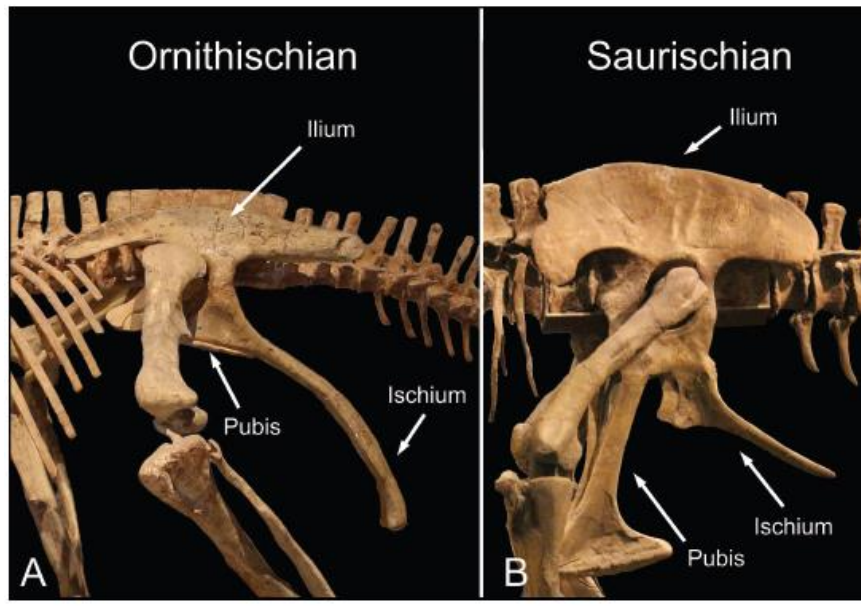 Ornithischian
Ilium
Pubis
Ischium
A
Saurischian
Ilium
Ischium
Pubis
B